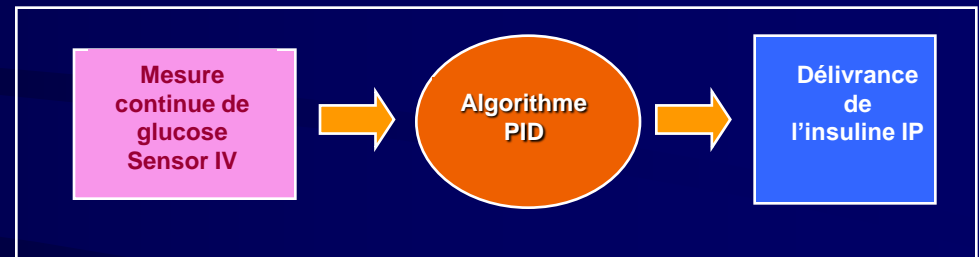 Mesure
continue de
glucose
Sensor IV
Algorithme
PID
Délivrance
de
l'insuline IP